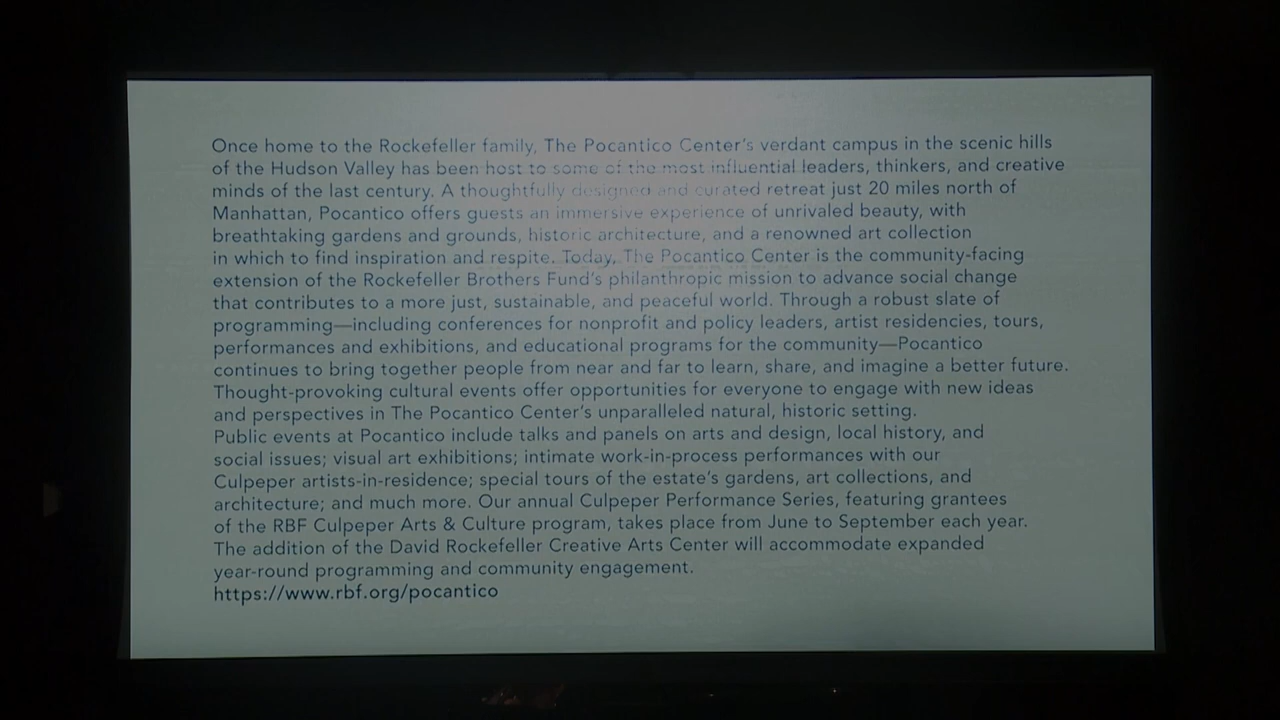 Once home to the Rockefeller family, The Pocantico Center's verdant campus in the scenic hills
of the Hudson Valley has been host to some of the most influential leaders, thinkers, and creative
minds of the last century. A thoughtfully designed and curated retreat just 20 miles north of
Manhattan, Pocantico offers guests an immersive experience of unrivaled beauty, with
breathtaking gardens and grounds, historic architecture, and a renowned art collection
in which to find inspiration and respite. Today, The Pocantico Center is the community-facing
extension of the Rockefeller Brothers Fund's philanthropic mission to advance social change
that contributes to a more just, sustainable, and peaceful world. Through a robust slate of
programming—including conferences for nonprofit and policy leaders, artist residencies, tours,
performances and exhibitions, and educational programs for the community—Pocantico
continues to bring together people from near and far to learn, share, and imagine a better future.
Thought-provoking cultural events offer opportunities for everyone to engage with new ideas
and perspectives in The Pocantico Center's unparalleled natural, historic setting.
Public events at Pocantico include talks and panels on arts and design, local history, and
social issues; visual art exhibitions; intimate work-in-process performances with our
Culpeper artists-in-residence; special tours of the estate's gardens, art collections, and
architecture; and much more. Our annual Culpeper Performance Series, featuring grantees
of the RBF Culpeper Arts & Culture program, takes place from June to September each year.
The addition of the David Rockefeller Creative Arts Center will accommodate expanded
year-round programming and community engagement.
https://www.rbf.org/pocantico